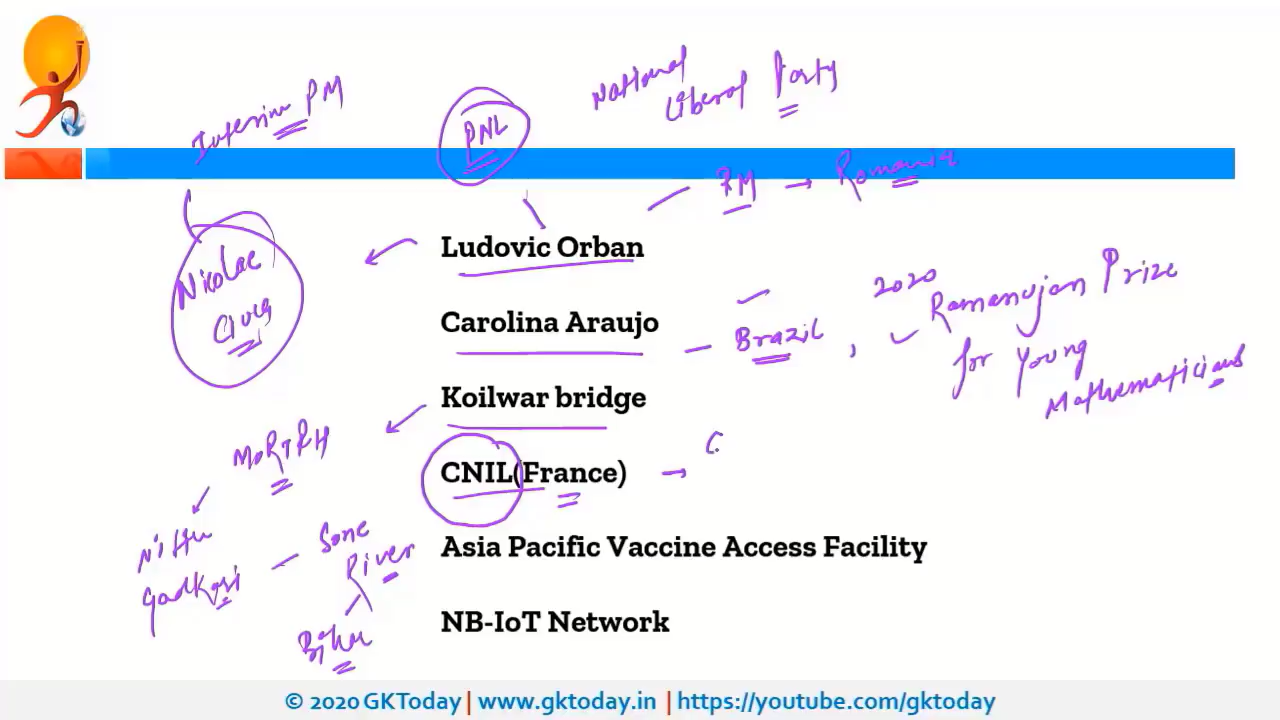 Interim PM
PNL
National
Liberal Party
PM → Romania
Ludovic Orban
Nicolae
Carolina Araujo
Brazil,
2020
Ramanujan Prize
for Young
Mathematicians
Koilwar bridge
MoRTRH
CNIL(France)
C
Nitin
Gadkari
Sone
River
Bihar
Asia Pacific Vaccine Access Facility
NB-IoT Network
© 2020 GKToday | www.gktoday.in | https://youtube.com/gktoday